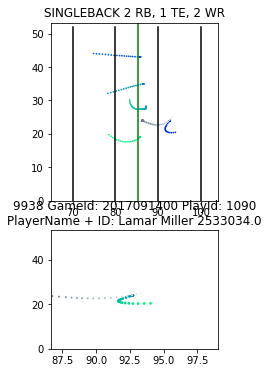 SINGLEBACK 2 RB, 1 TE, 2 WR
50
40
30
20
10
0
70 80 90 100
9938 GameId: 2017091400 PlayId: 1090
PlayerName + ID: Lamar Miller 2533034.0
40
20
0
87.5 90.0 92.5 95.0 97.5